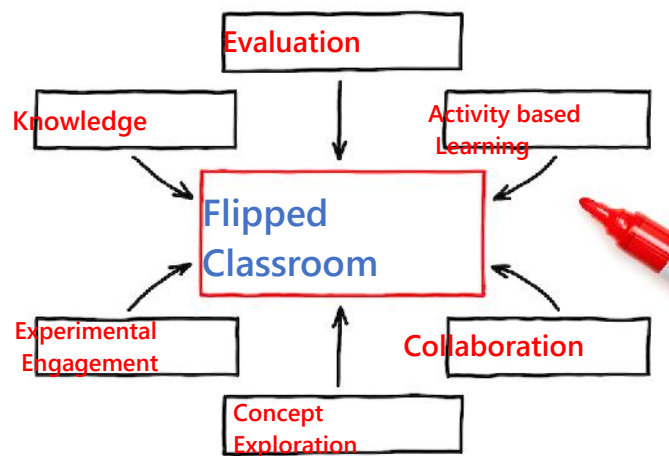 Evaluation
Knowledge
Activity based
Learning
Flipped
Classroom
Experimental
Engagement
Collaboration
Concept
Exploration